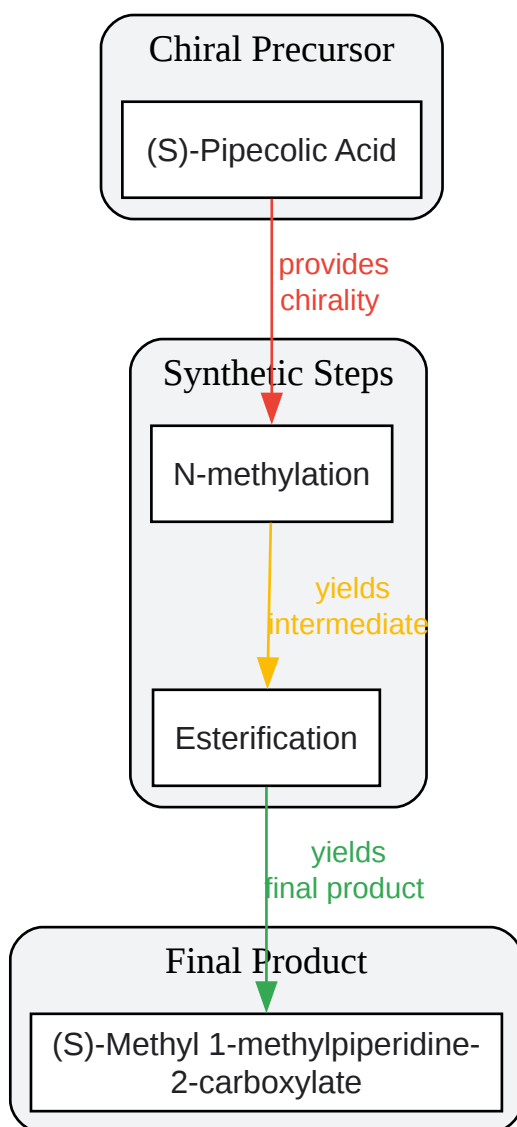 Chiral Precursor
(S)-Pipecolic Acid
provides
chirality
Synthetic Steps
N-methylation
yields
intermediate
Esterification
yields
final product
Final Product
(S)-Methyl 1-methylpiperidine-
2-carboxylate